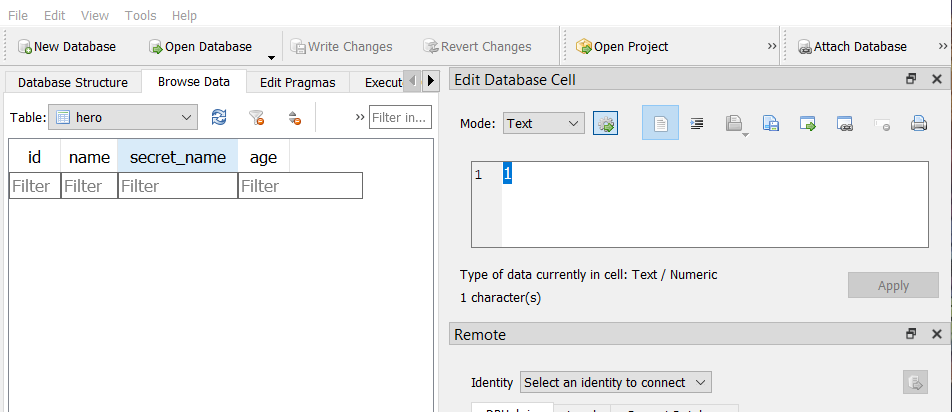 File Edit View Tools Help
New Database Open Database Write Changes Revert Changes Open Project >> Attach Database >>
Database Structure Browse Data Edit Pragmas Execut
Table: hero >> Filter in...
id name secret_name age
Filter Filter Filter Filter
Edit Database Cell
Mode: Text
1 1
Type of data currently in cell: Text / Numeric
1 character(s)
Apply
Remote
Identity Select an identity to connect